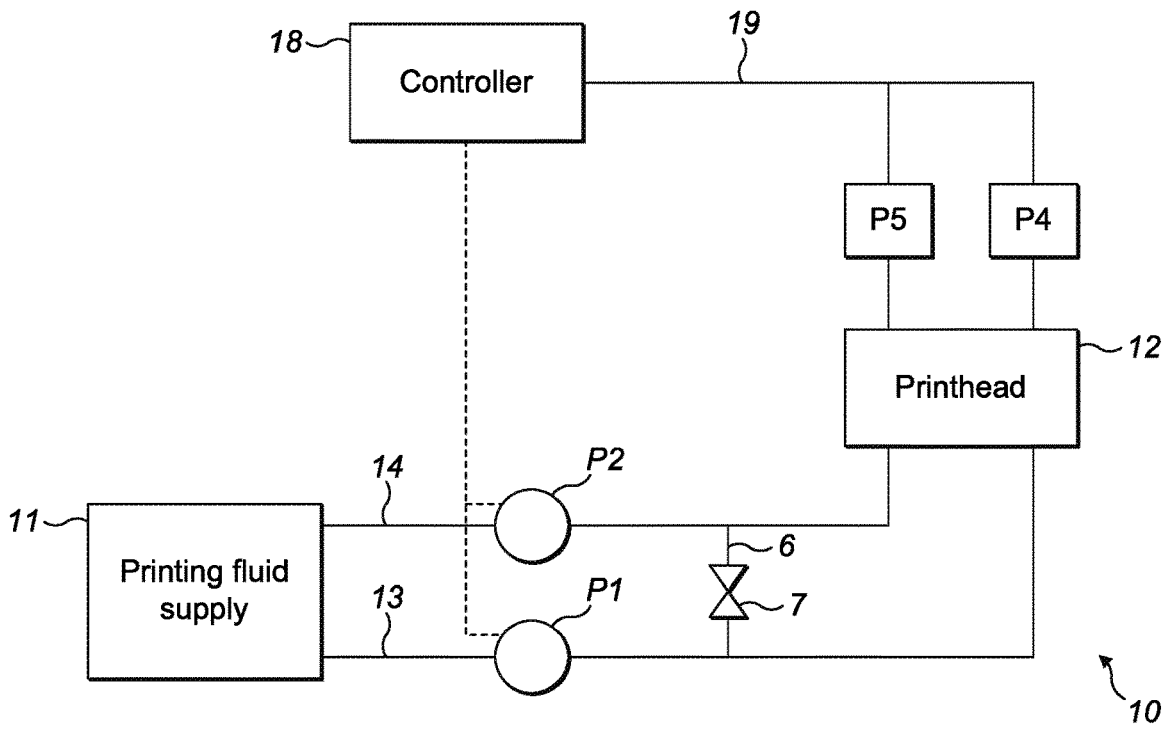 19
18
Controller
P5
P4
12
Printhead
14
P2
11
6
Printing fluid
supply
13
P1
7
10